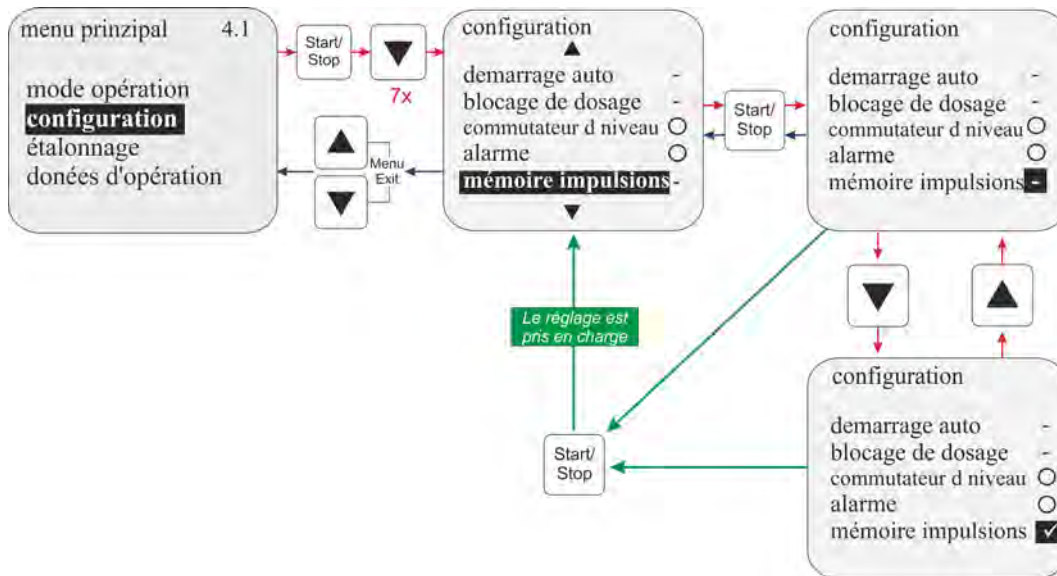 menu prinzipal 4.1
mode opération
configuration
étalonnage
donées d'opération
Start/
Stop
7x
Menu
Exit
configuration
demarrage auto -
blocage de dosage -
commutateur d niveau
alarme
mémoire impulsions -
Start/
Stop
configuration
demarrage auto -
blocage de dosage -
commutateur d niveau
alarme
mémoire impulsions -
Le réglage est
pris en charge
Start/
Stop
configuration
demarrage auto -
blocage de dosage -
commutateur d niveau
alarme
mémoire impulsions ✓